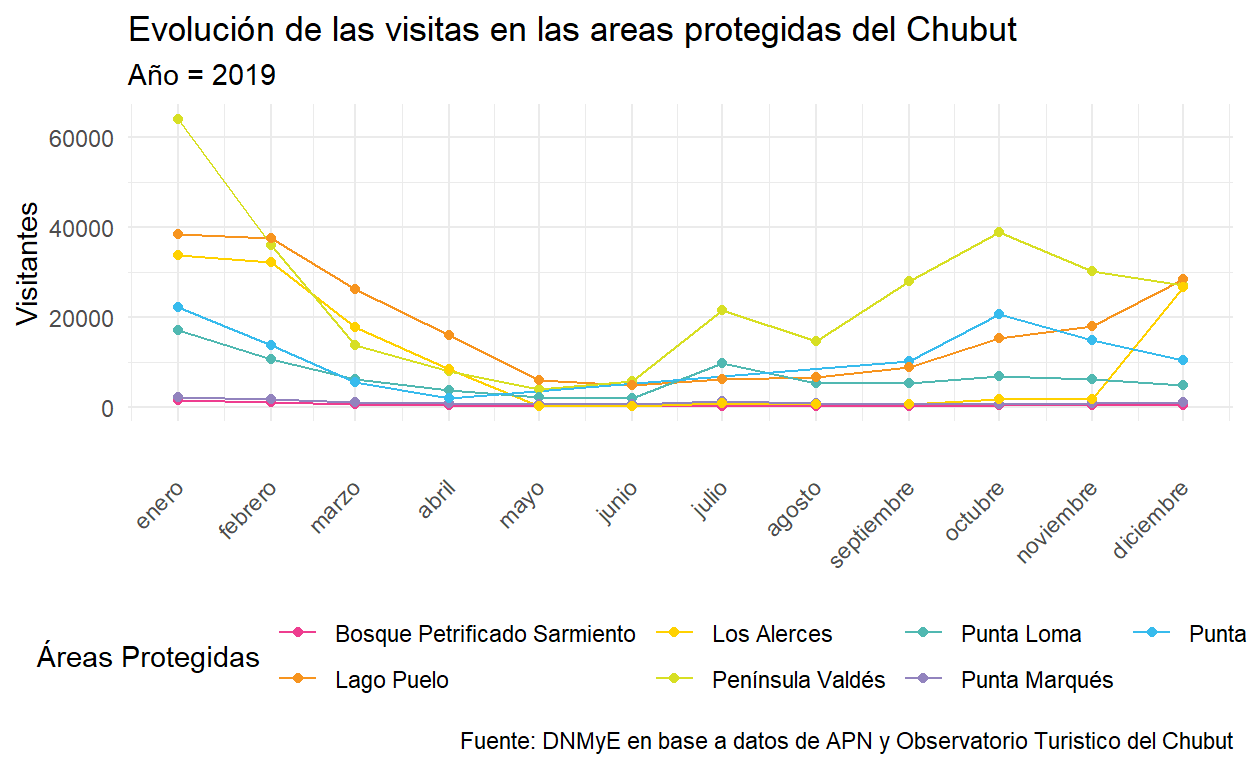 Evolución de las visitas en las areas protegidas del Chubut
Año = 2019
Visitantes
60000
40000
20000
0
enero
febrero
marzo
abril
mayo
junio
julio
agosto
septiembre
octubre
noviembre
diciembre
Áreas Protegidas
Bosque Petrificado Sarmiento
Los Alerces
Punta Loma
Punta
Lago Puelo
Península Valdés
Punta Marqués
Fuente: DNMyE en base a datos de APN y Observatorio Turistico del Chubut